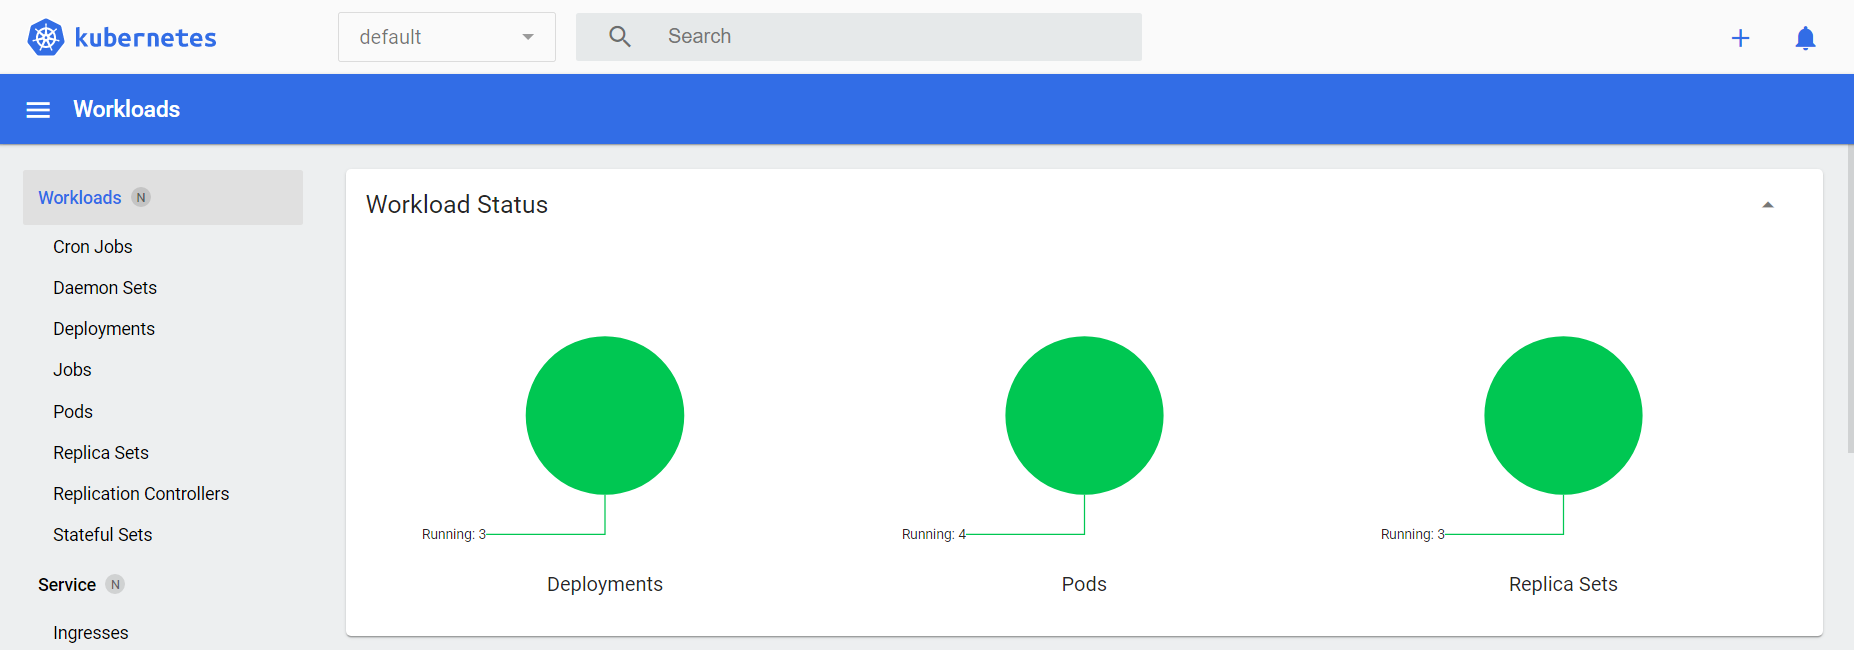 kubernetes
default
Search
Workloads
Workloads N
Cron Jobs
Daemon Sets
Deployments
Jobs
Pods
Replica Sets
Replication Controllers
Stateful Sets
Service N
Ingresses
Workload Status
Running: 3
Deployments
Running: 4
Pods
Running: 3
Replica Sets